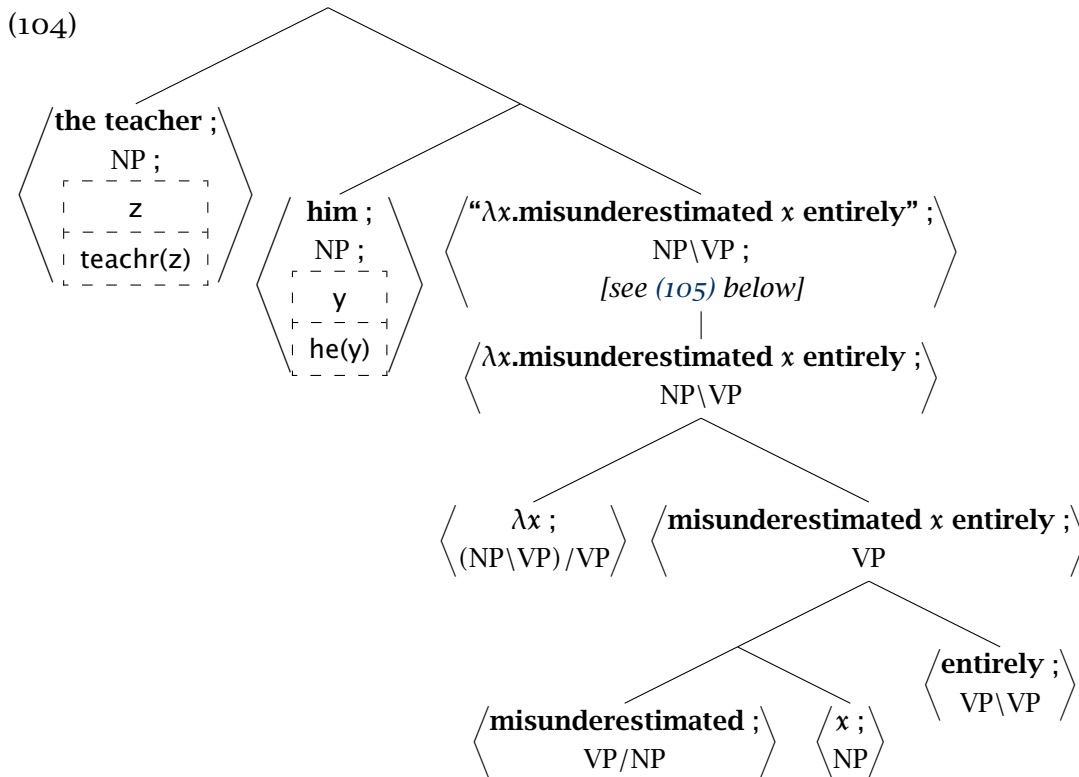 (104)
⟨the teacher ;
NP ;
z
teachr(z)⟩
⟨him ;
NP ;
y
he(y)⟩
⟨“λx.misunderestimated x entirely” ;
NP\VP ;
[see (105) below]⟩
⟨λx.misunderestimated x entirely ;
NP\VP⟩
⟨λx ;
(NP\VP)/VP⟩
⟨misunderestimated x entirely ;
VP⟩
⟨misunderestimated ;
VP/NP⟩
⟨x ;
NP⟩
⟨entirely ;
VP\VP⟩